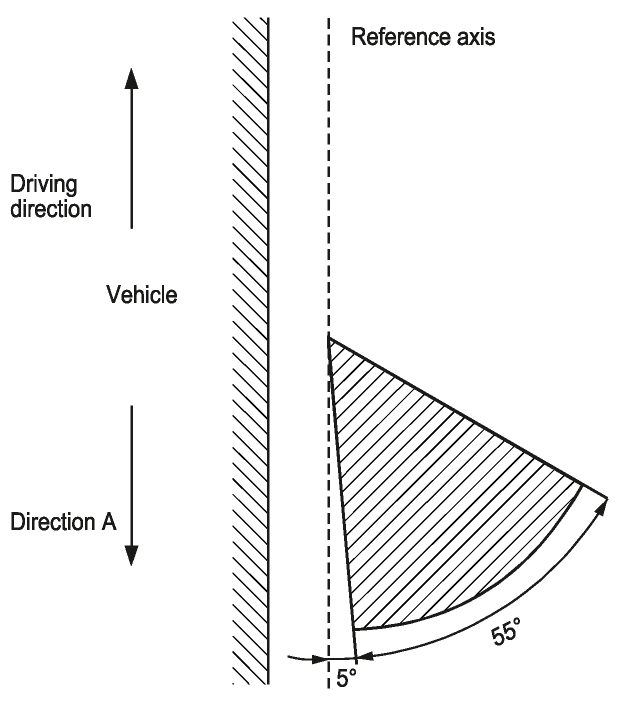 Reference axis
Driving
direction
Vehicle
Direction A
55°
5°